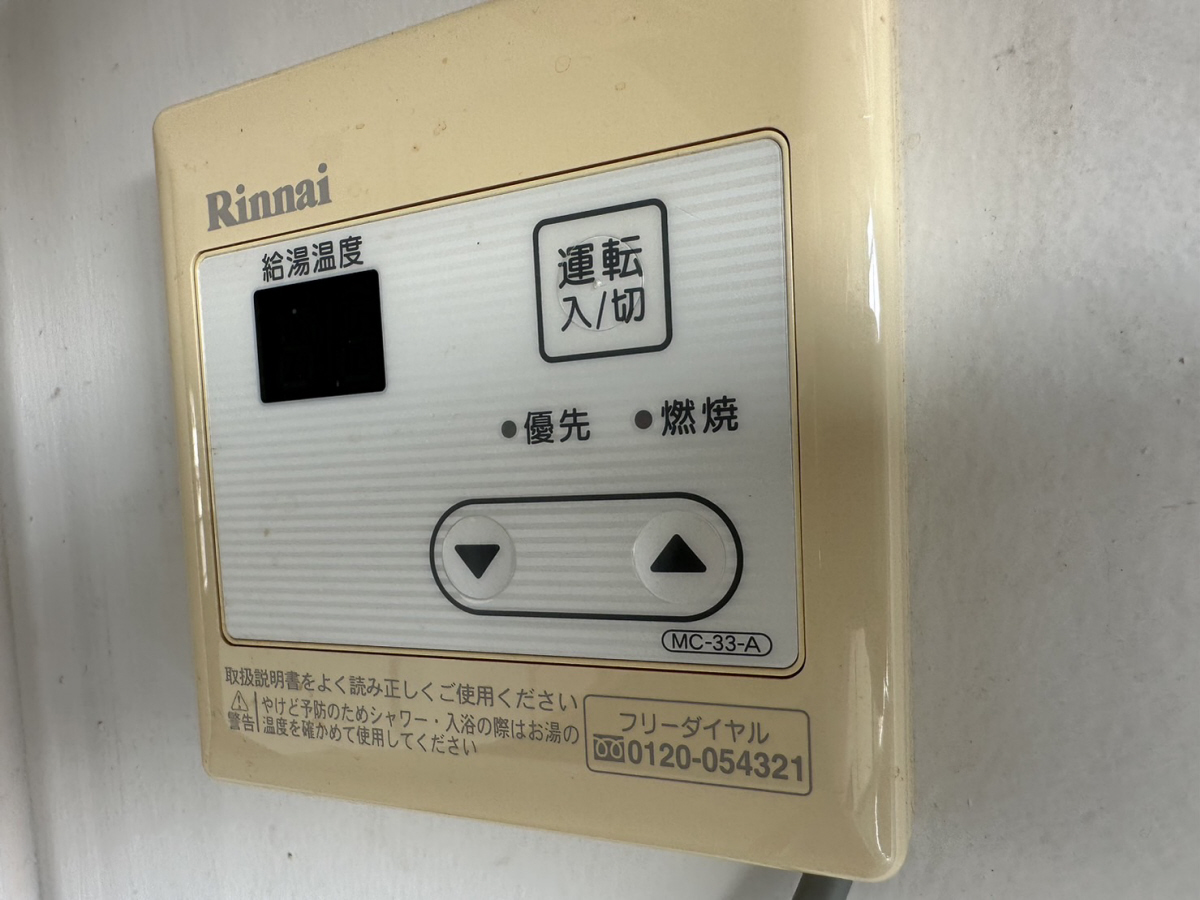 Rinnai
給湯温度
運転
入/切
優先
燃焼
▼
▲
MC-33-A
取扱説明書をよく読み正しくご使用ください
警告
やけど予防のためシャワー・入浴の際はお湯の
温度を確かめて使用してください
フリーダイヤル
0120-054321